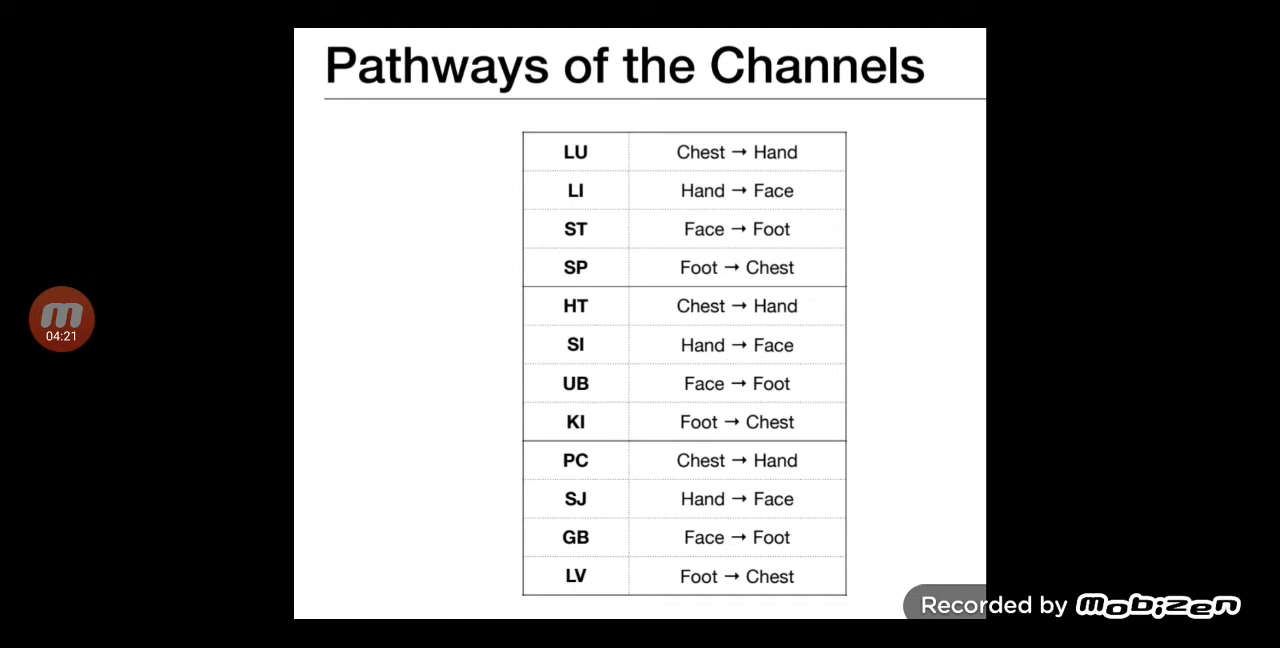 Pathways of the Channels
LU Chest → Hand
LI Hand → Face
ST Face → Foot
SP Foot → Chest
HT Chest → Hand
SI Hand → Face
UB Face → Foot
KI Foot → Chest
PC Chest → Hand
SJ Hand → Face
GB Face → Foot
LV Foot → Chest
m
04:21
Recorded by mobizen